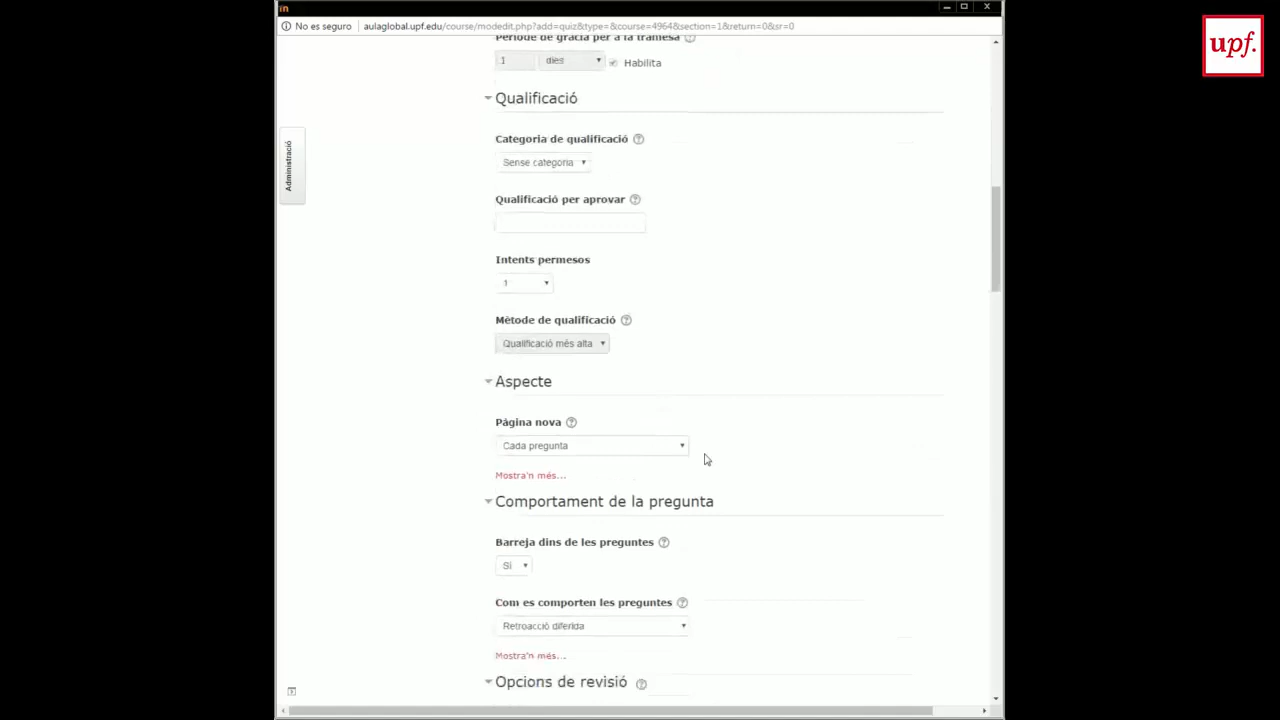 in
No es seguro
aulaglobal.upf.edu/course/modedit.php?add=quiz&type=&course=4964&section=1&return=0&sr=0
upf.
Període de gràcia per a la tramesa
1 dies Habilita
Administració
Qualificació
Categoria de qualificació
Sense categoria
Qualificació per aprovar
Intents permesos
1
Mètode de qualificació
Qualificació més alta
Aspecte
Pàgina nova
Cada pregunta
Mostra'n més...
Comportament de la pregunta
Barreja dins de les preguntes
Sí
Com es comporten les preguntes
Retroacció diferida
Mostra'n més...
Opcions de revisió